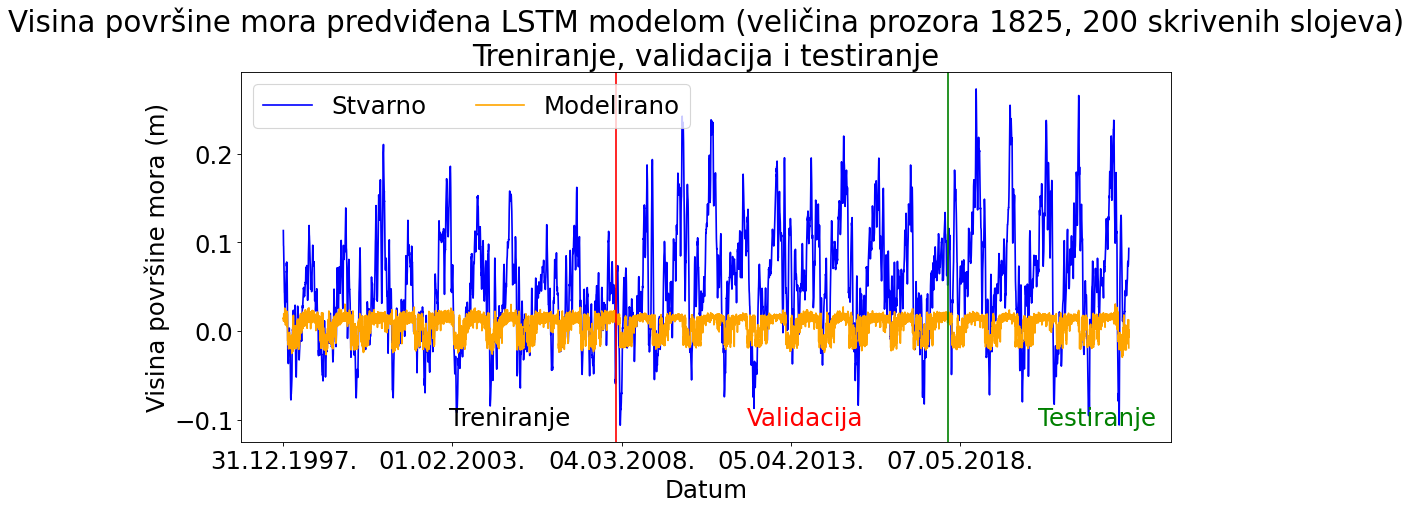 Visina površine mora predviđena LSTM modelom (veličina prozora 1825, 200 skrivenih slojeva)
Treniranje, validacija i testiranje
Stvarno Modelirano
Visina površine mora (m)
0.2
0.1
0.0
−0.1
Treniranje Validacija Testiranje
31.12.1997. 01.02.2003. 04.03.2008. 05.04.2013. 07.05.2018.
Datum